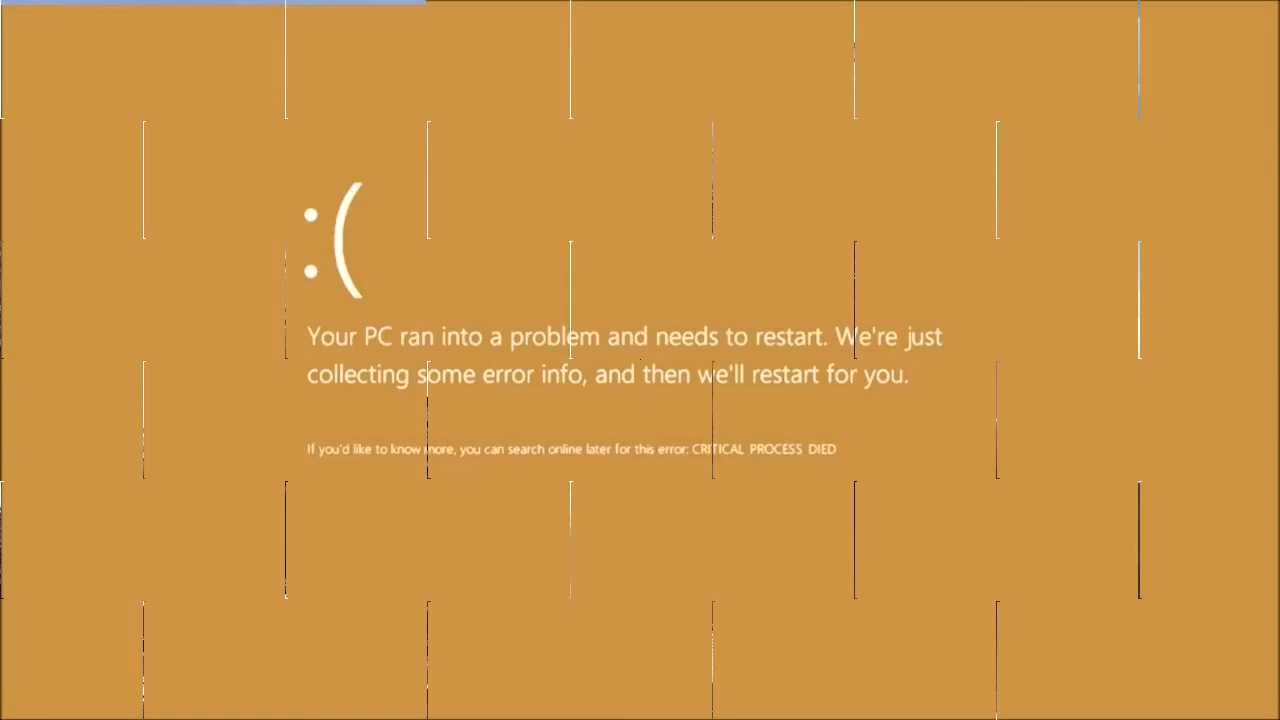 :(
Your PC ran into a problem and needs to restart. We're just
collecting some error info, and then we'll restart for you.
If you'd like to know more, you can search online later for this error: CRITICAL PROCESS DIED